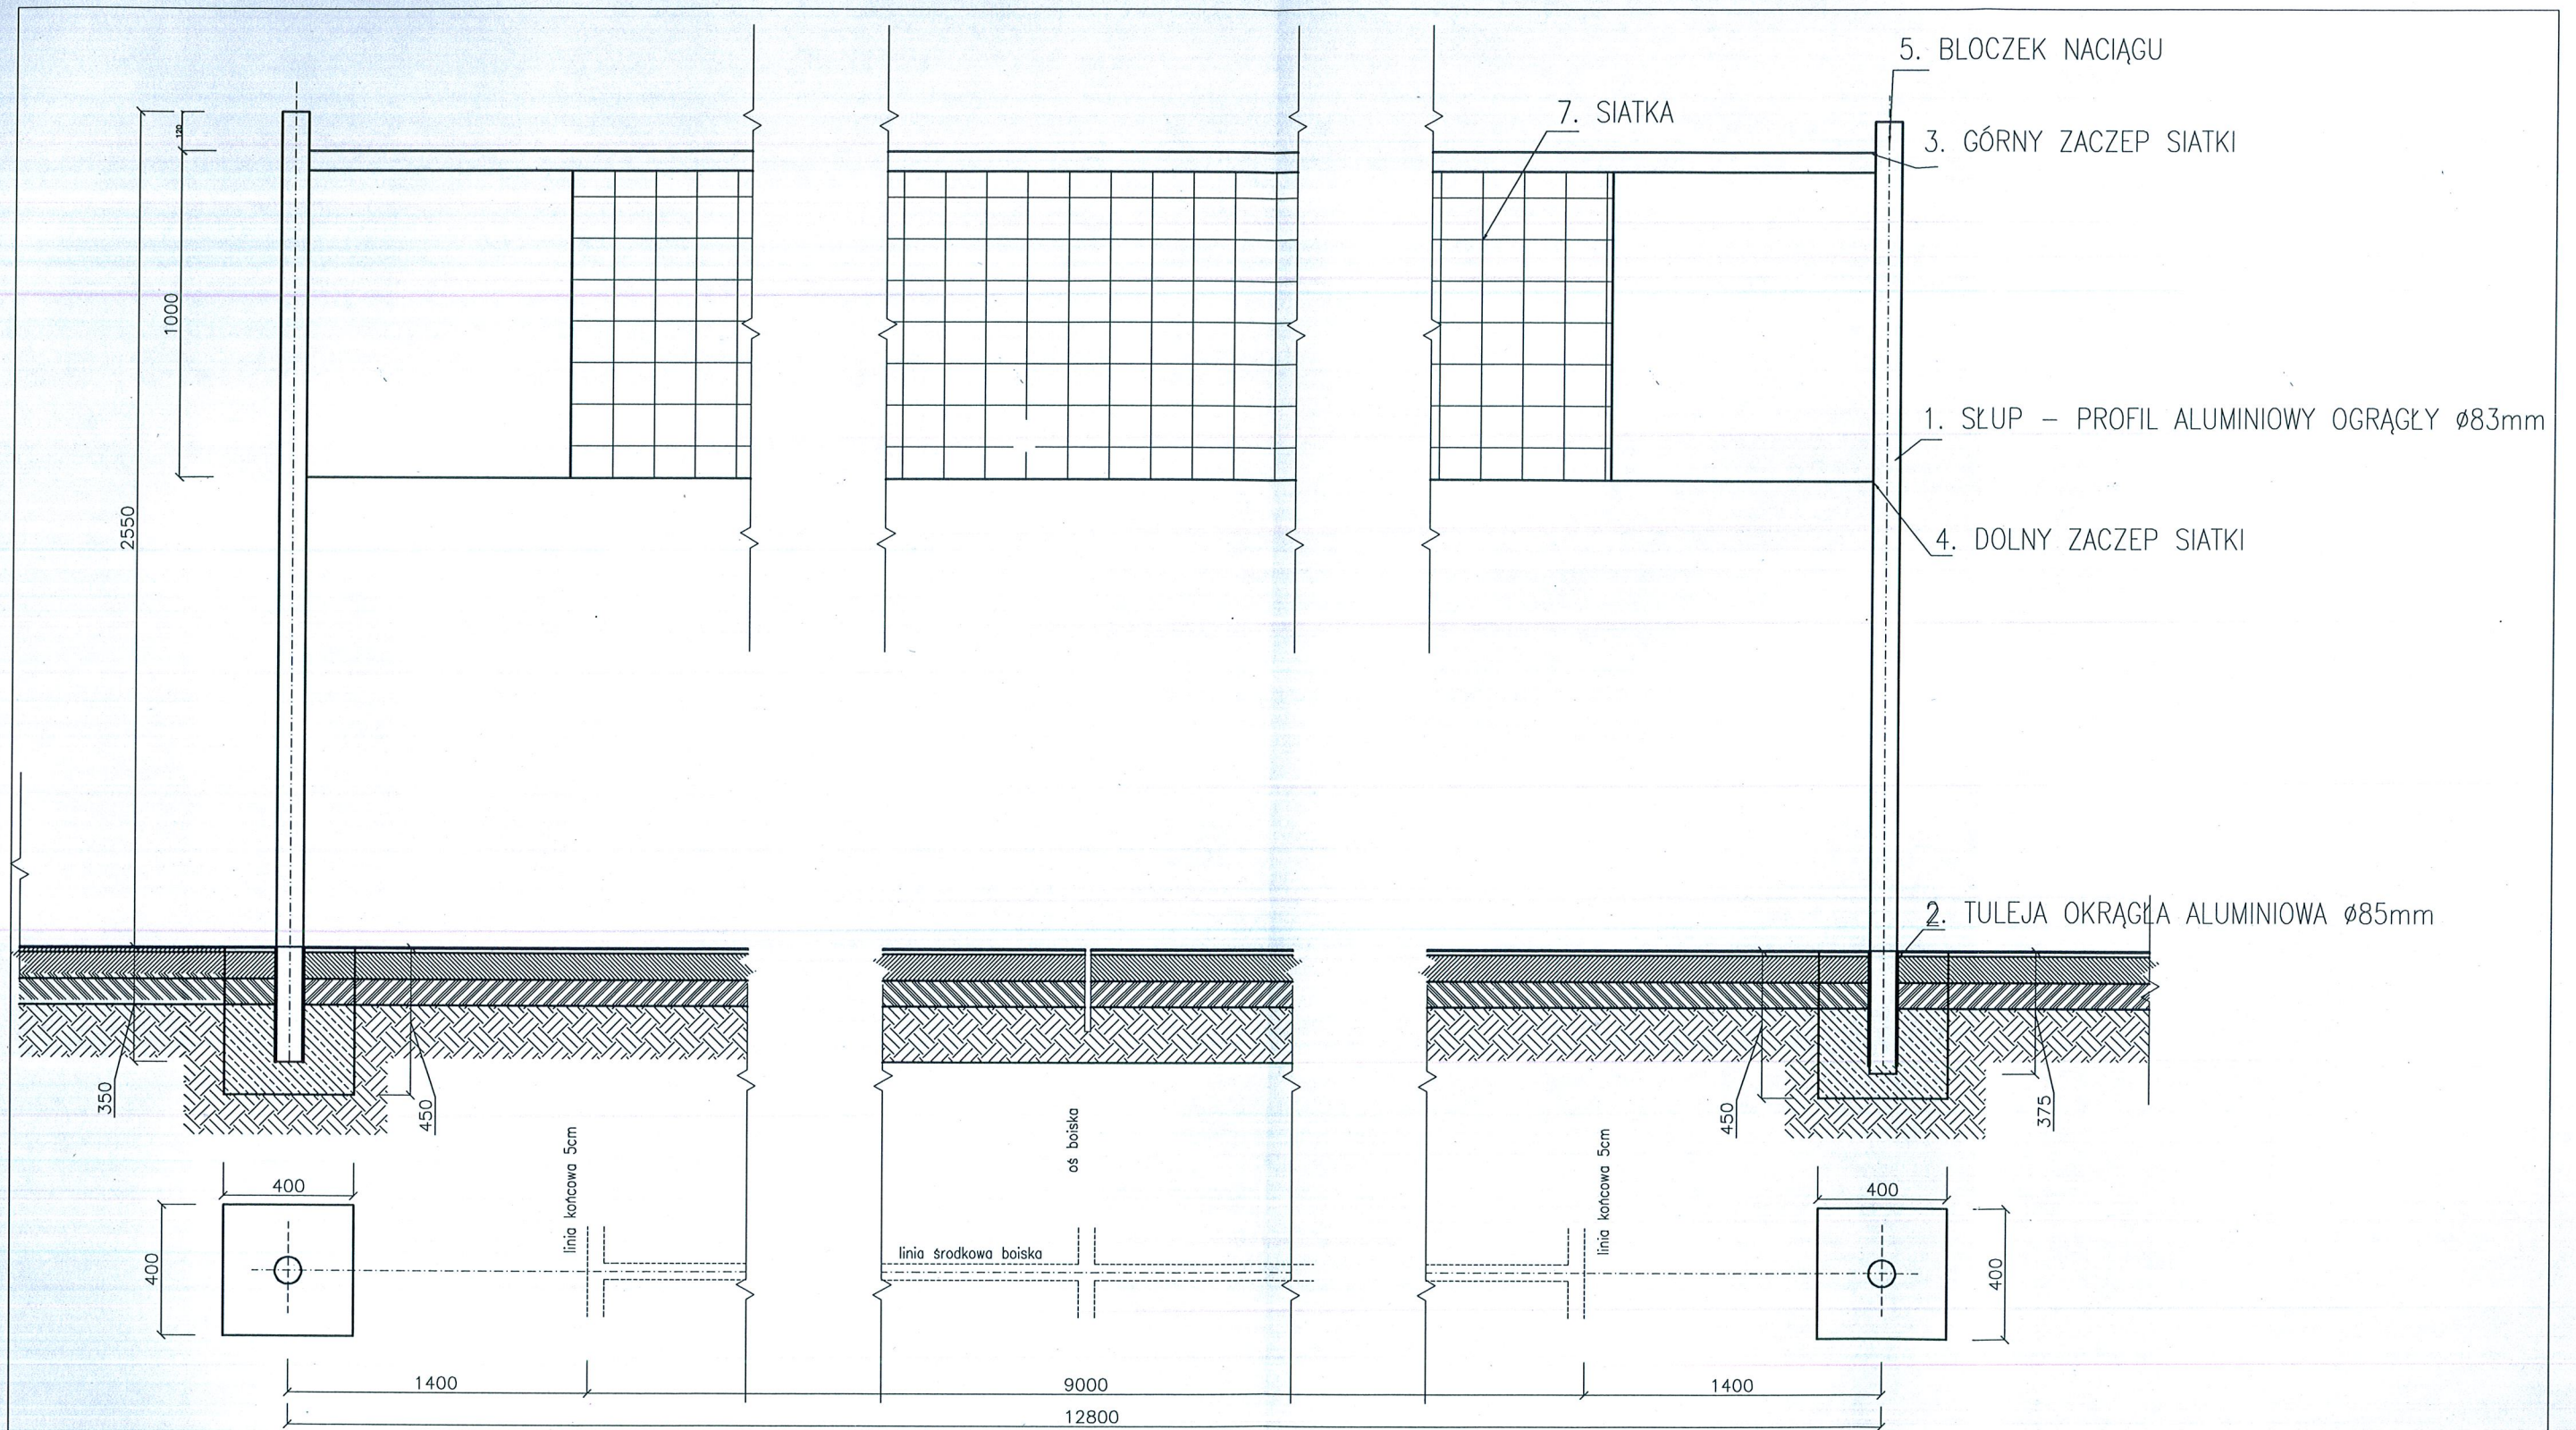 5. BLOCZEK NACIĄGU
7. SIATKA
3. GÓRNY ZACZEP SIATKI
120
1000
2550
1. SŁUP – PROFIL ALUMINIOWY OGRĄGŁY ø83mm
4. DOLNY ZACZEP SIATKI
2. TULEJA OKRĄGŁA ALUMINIOWA ø85mm
350
450
450
375
linia końcowa 5cm
oś boiska
linia końcowa 5cm
400
400
400
linia środkowa boiska
400
1400
9000
1400
12800